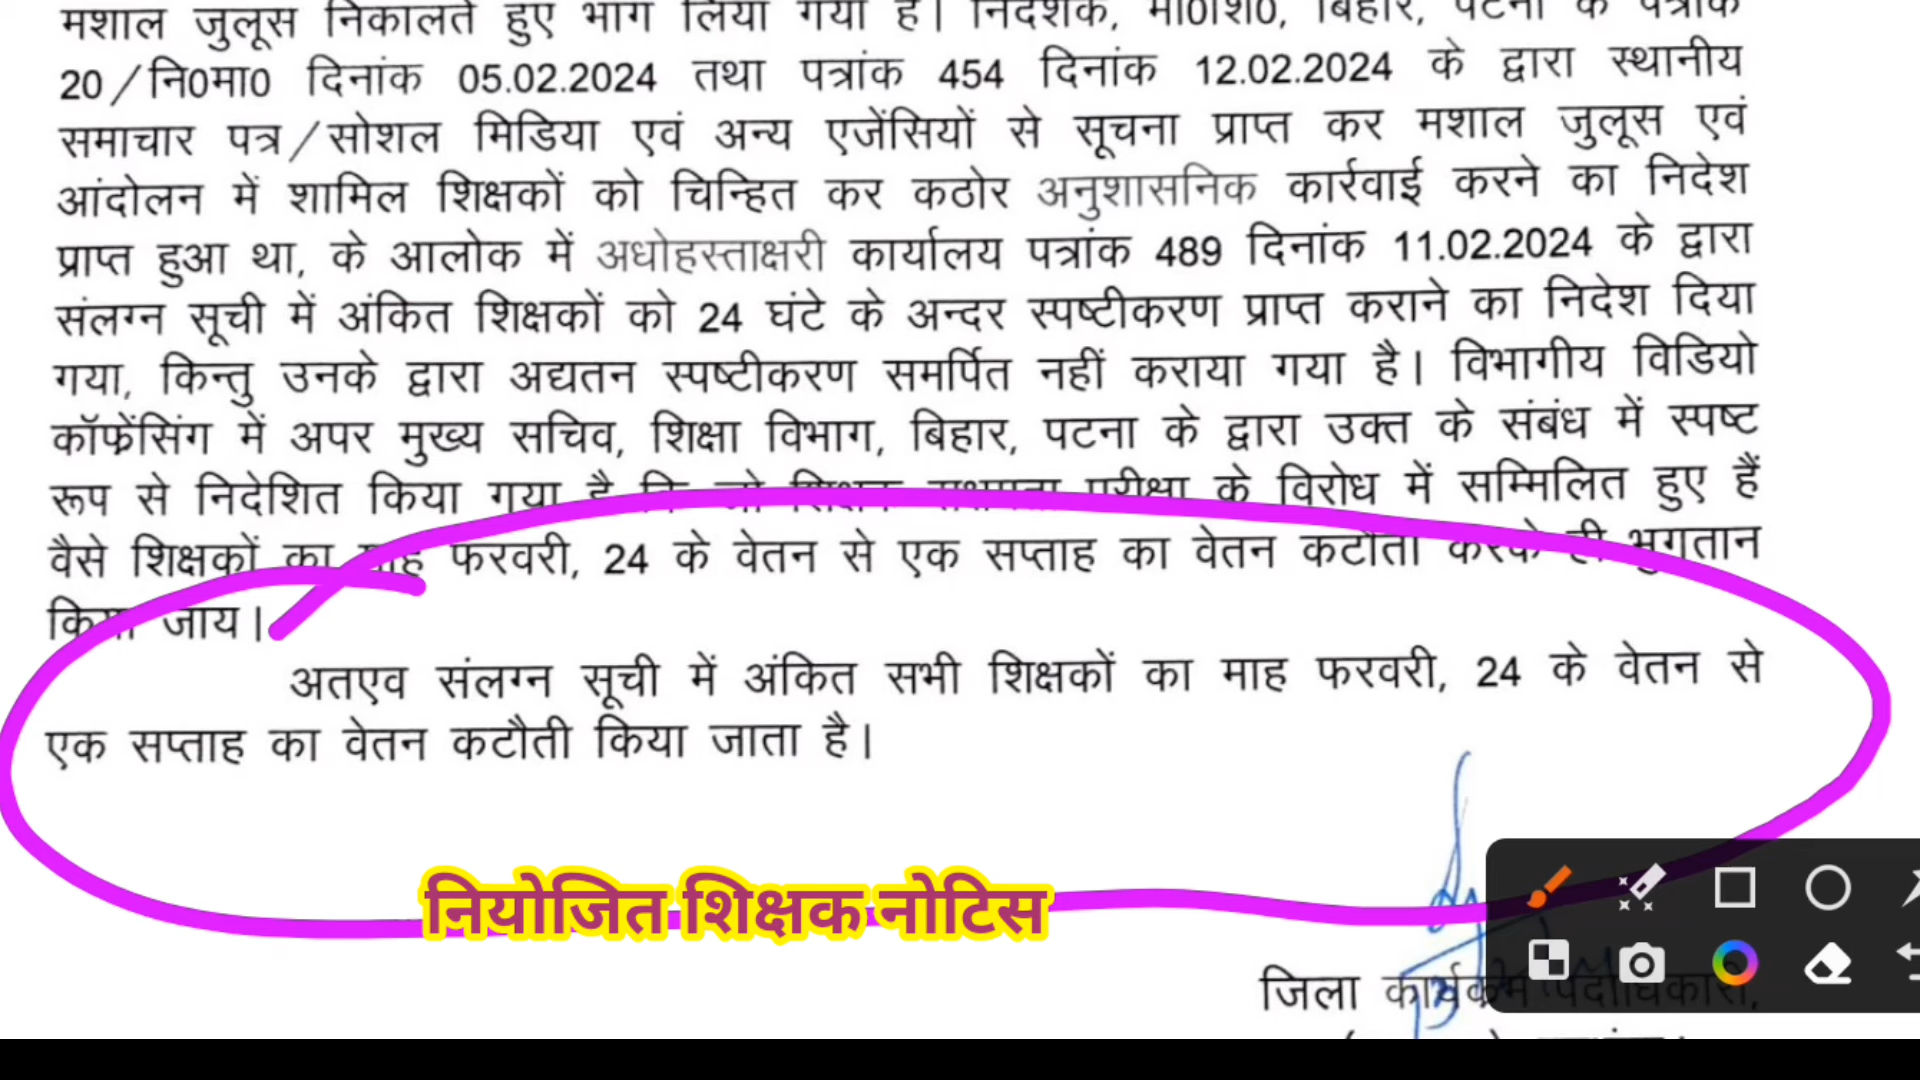 मशाल जुलूस निकालते हुए भाग लिया गया है। निदेशक, मा0शि0, बिहार, पटना के पत्रांक
20/नि0मा0 दिनांक 05.02.2024 तथा पत्रांक 454 दिनांक 12.02.2024 के द्वारा स्थानीय
समाचार पत्र/सोशल मिडिया एवं अन्य एजेंसियों से सूचना प्राप्त कर मशाल जुलूस एवं
आंदोलन में शामिल शिक्षकों को चिन्हित कर कठोर अनुशासनिक कार्रवाई करने का निदेश
प्राप्त हुआ था, के आलोक में अधोहस्ताक्षरी कार्यालय पत्रांक 489 दिनांक 11.02.2024 के द्वारा
संलग्न सूची में अंकित शिक्षकों को 24 घंटे के अन्दर स्पष्टीकरण प्राप्त कराने का निदेश दिया
गया, किन्तु उनके द्वारा अद्यतन स्पष्टीकरण समर्पित नहीं कराया गया है। विभागीय विडियो
कॉफ्रेंसिंग में अपर मुख्य सचिव, शिक्षा विभाग, बिहार, पटना के द्वारा उक्त के संबंध में स्पष्ट
रूप से निदेशित किया गया है कि जो शिक्षक सक्षमता परीक्षा के विरोध में सम्मिलित हुए हैं
वैसे शिक्षकों का माह फरवरी, 24 के वेतन से एक सप्ताह का वेतन कटौती करके ही भुगतान
किया जाय।
अतएव संलग्न सूची में अंकित सभी शिक्षकों का माह फरवरी, 24 के वेतन से
एक सप्ताह का वेतन कटौती किया जाता है।
नियोजित शिक्षक नोटिस
जिला कार्यक्रम पदाधिकारी,